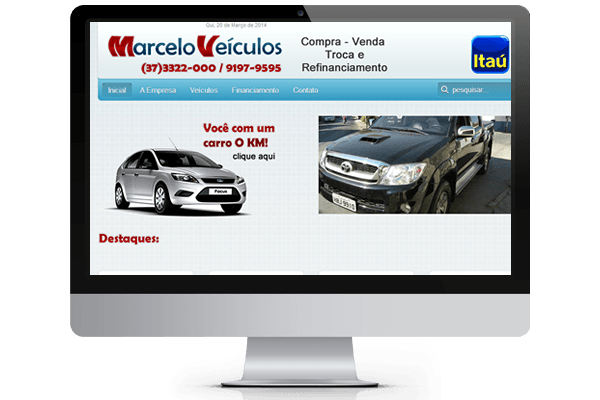 Qui, 20 de Março de 2014
Marcelo Veículos
(37)3322-000 / 9197-9595
Compra - Venda
Troca e
Refinanciamento
Itaú
Inicial A Empresa Veículos Financiamento Contato pesquisar...
Você com um
carro O KM!
clique aqui
Focus
Destaques: